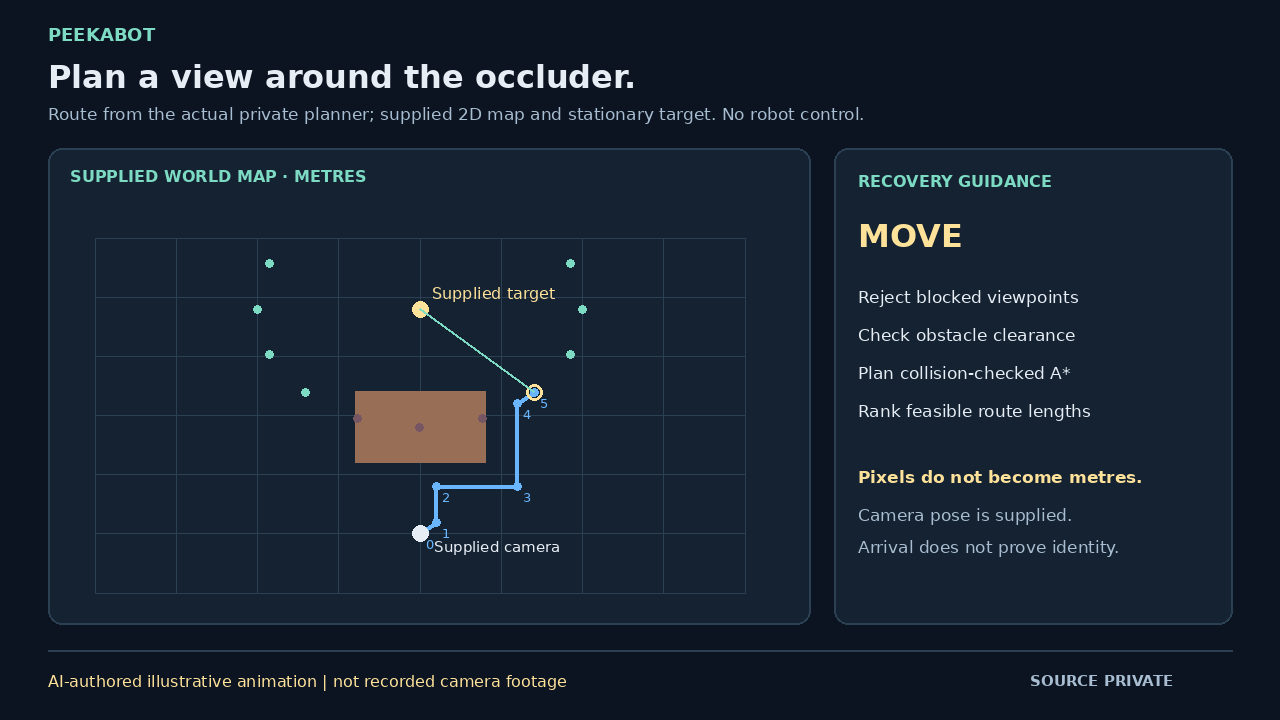 PEEKABOT
Plan a view around the occluder.
Route from the actual private planner; supplied 2D map and stationary target. No robot control.
SUPPLIED WORLD MAP · METRES
Supplied target
5
4
2
3
1
0
Supplied camera
RECOVERY GUIDANCE
MOVE
Reject blocked viewpoints
Check obstacle clearance
Plan collision-checked A*
Rank feasible route lengths
Pixels do not become metres.
Camera pose is supplied.
Arrival does not prove identity.
AI-authored illustrative animation | not recorded camera footage
SOURCE PRIVATE